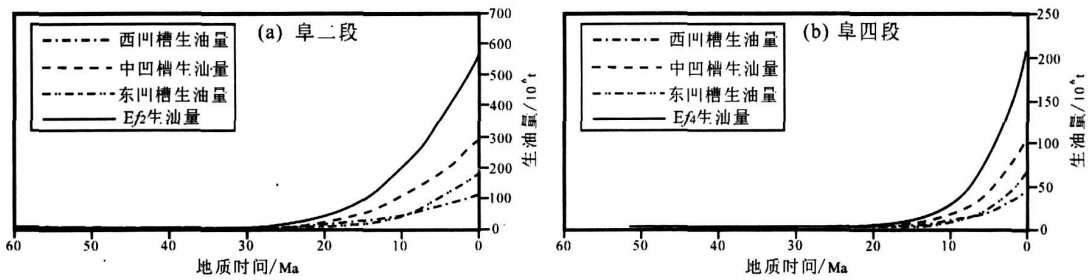 (a) 阜二段
西凹槽生油量
中凹槽生油量
东凹槽生油量
Ef2生油量
700
600
500
400
300
200
100
0
生油量/10⁶t
60 50 40 30 20 10 0
地质时间/Ma
(b) 阜四段
西凹槽生油量
中凹槽生油量
东凹槽生油量
Ef4生油量
250
200
150
100
50
0
生油量/10⁶t
60 50 40 30 20 10 0
地质时间/Ma